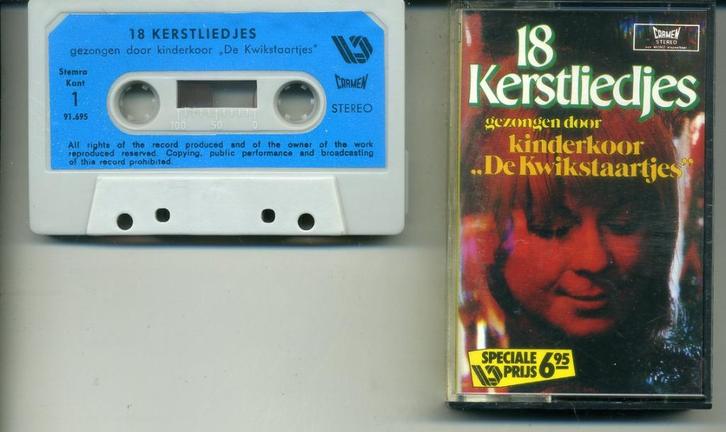 18 KERSTLIEDJES
gezongen door kinderkoor „De Kwikstaartjes"
Stemra
Kant
1
91.695
CARMEN
STEREO
100 50 0
All rights of the record produced and of the owner of the work
reproduced reserved. Copying, public performance and broadcasting
of this record prohibited.
CARMEN
STEREO
18
Kerstliedjes
gezongen door
kinderkoor
„De Kwikstaartjes"
SPECIALE
PRIJS 6.95